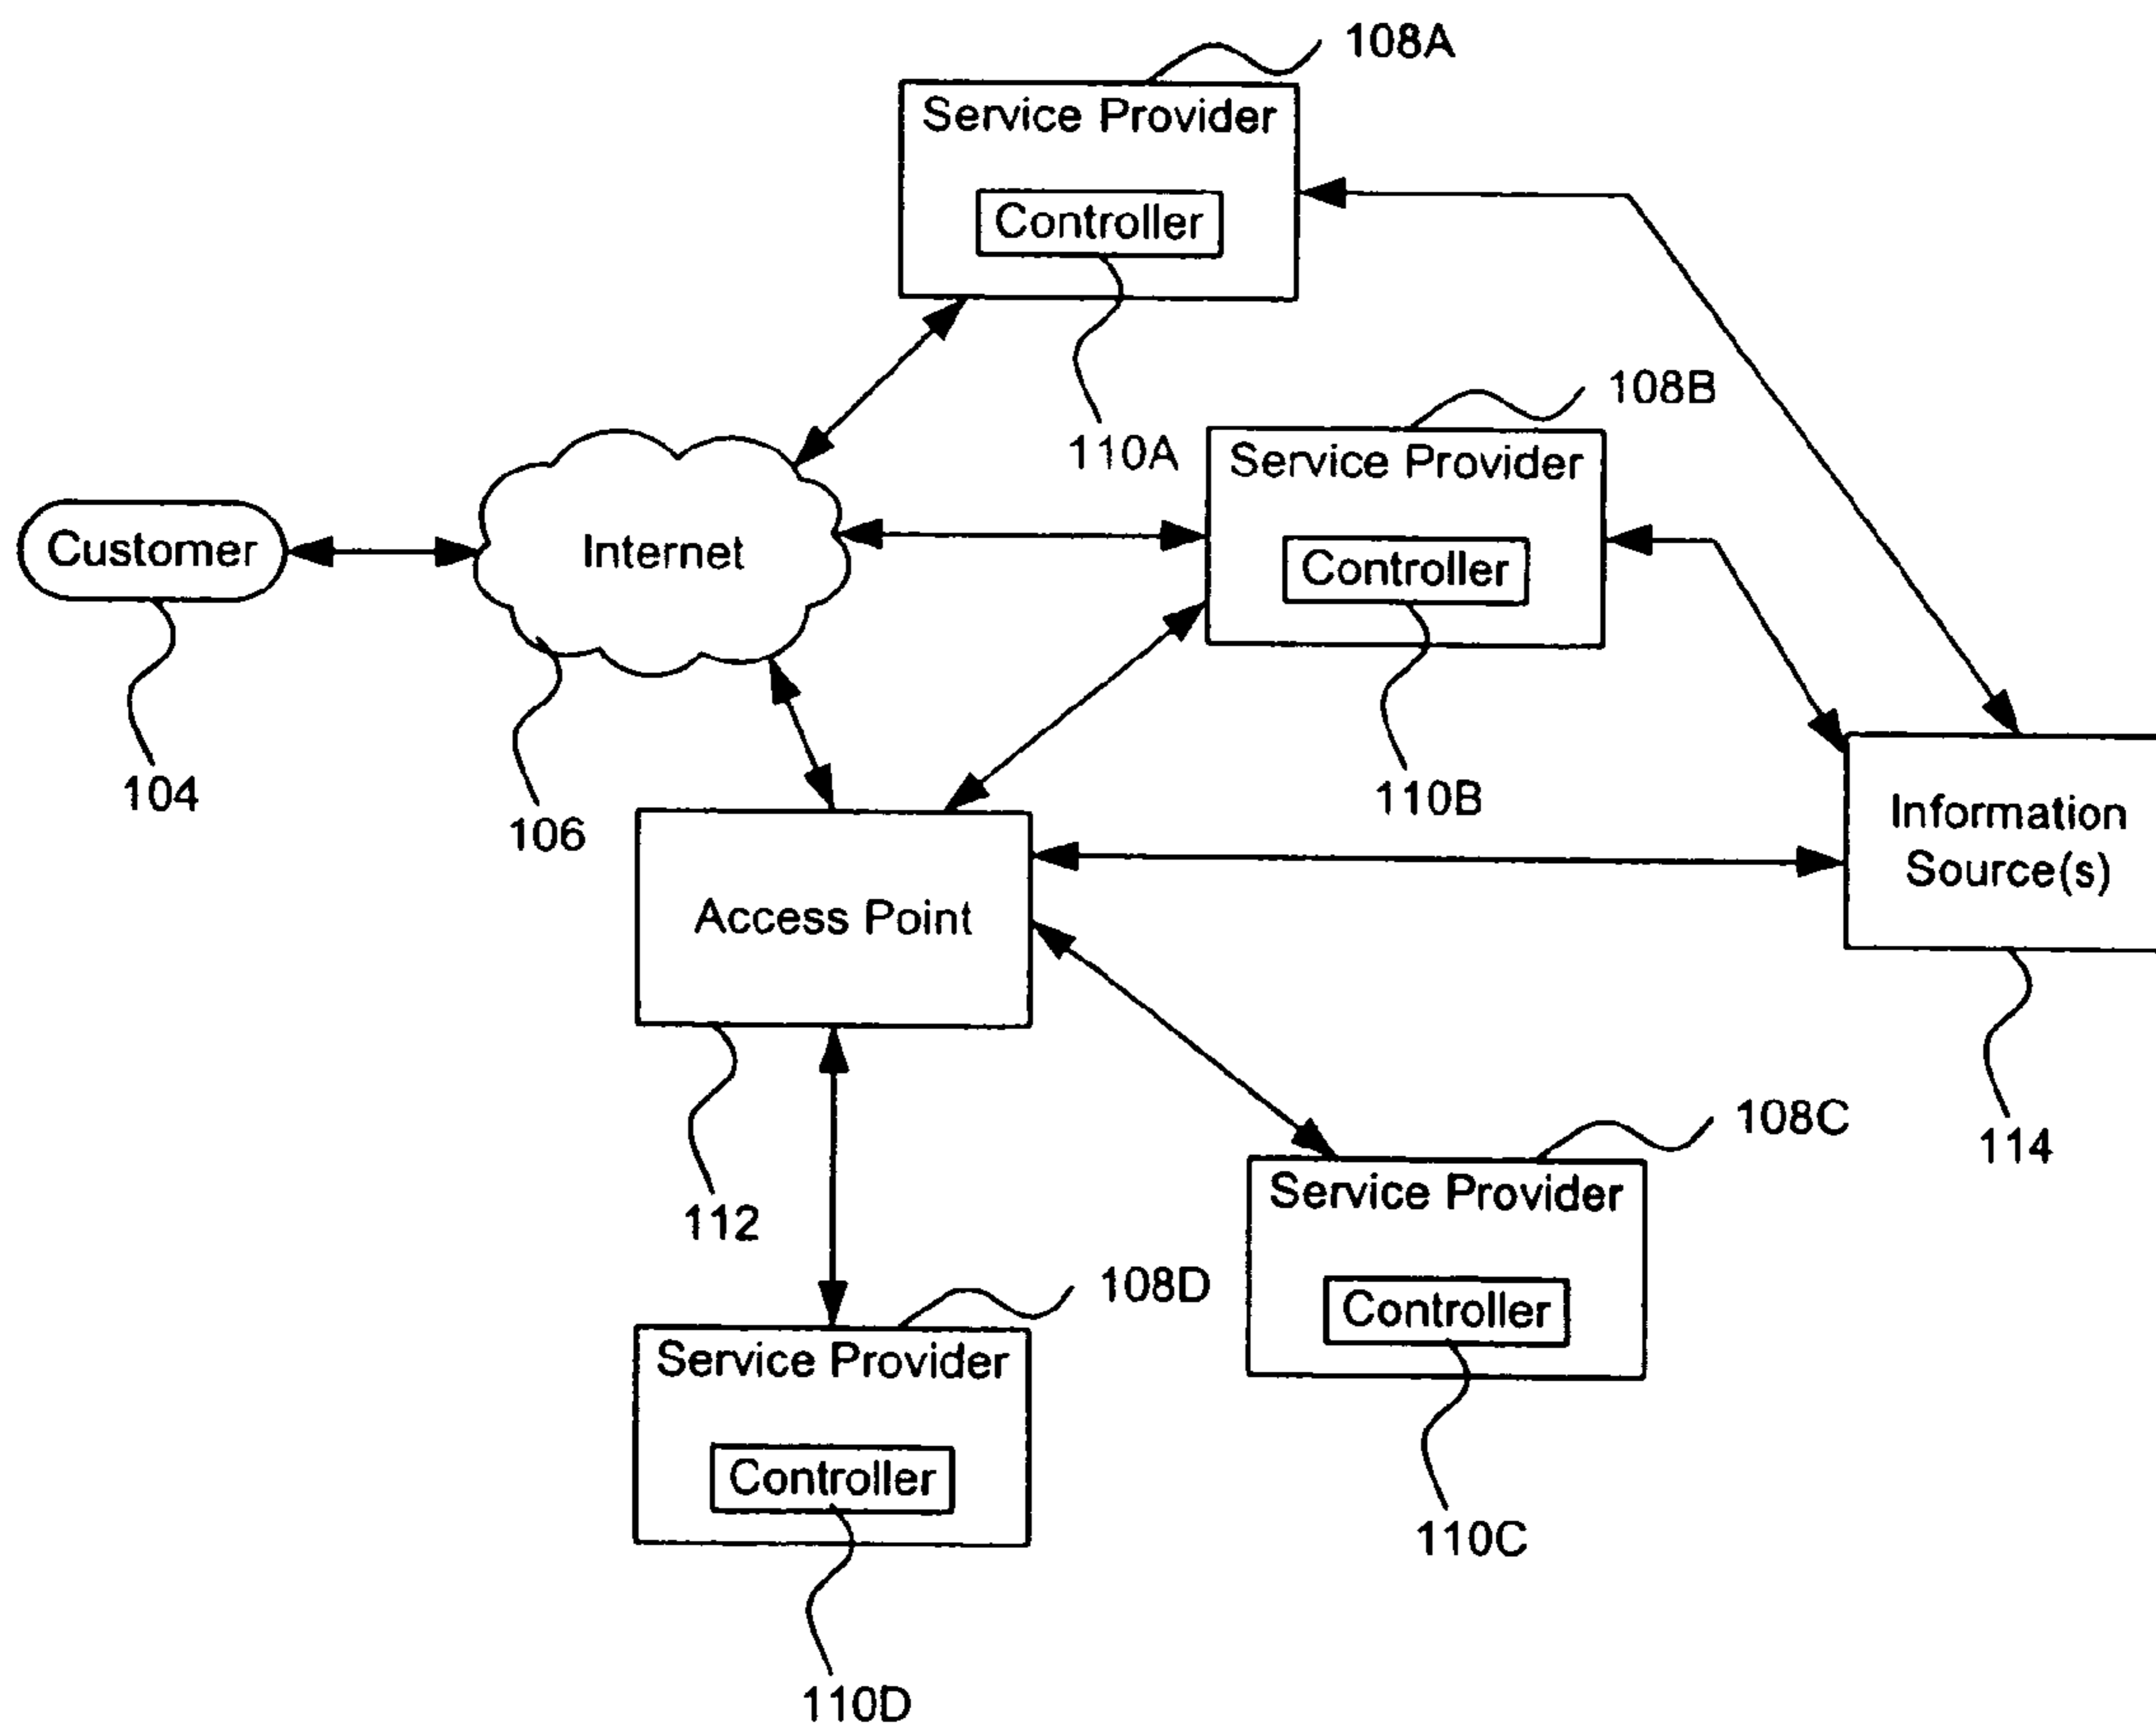 108A
Service Provider
Controller
110A
108B
Service Provider
Controller
110B
Customer
104
Internet
106
Information
Source(s)
114
Access Point
112
108C
Service Provider
Controller
110C
108D
Service Provider
Controller
110D